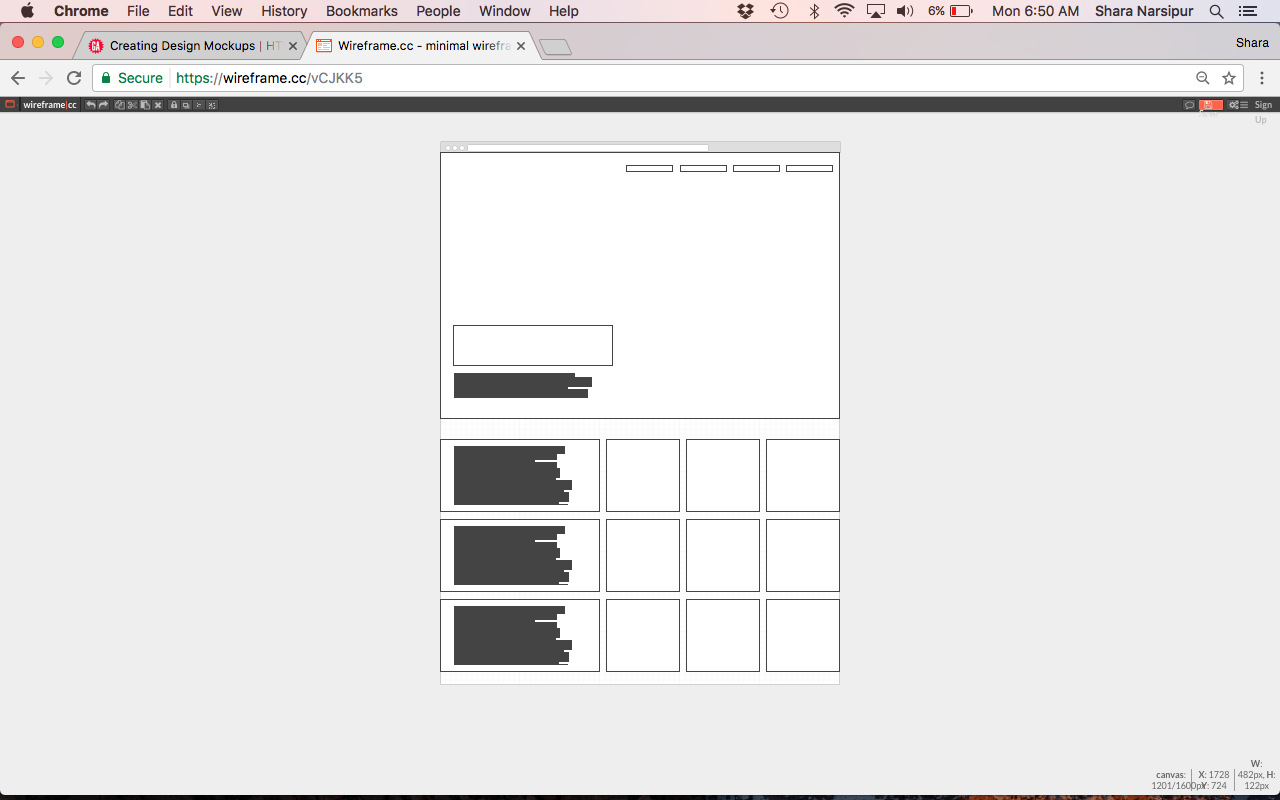 Chrome File Edit View History Bookmarks People Window Help 6% Mon 6:50 AM Shara Narsipur
Creating Design Mockups | HT Wireframe.cc - minimal wirefra Shara
Secure https://wireframe.cc/vCJKK5
wireframe|cc Sign
Up
W:
canvas: X: 1728 482px, H:
1201/1600px Y: 724 122px